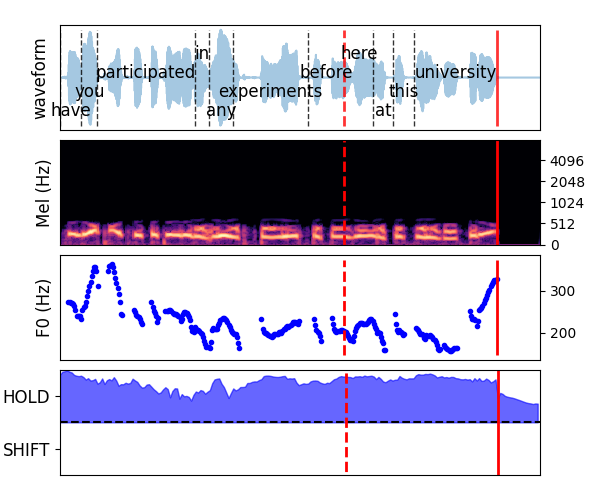 waveform
have you participated in any experiments before here at this university
Mel (Hz)
4096
2048
1024
512
0
F0 (Hz)
300
200
HOLD
SHIFT